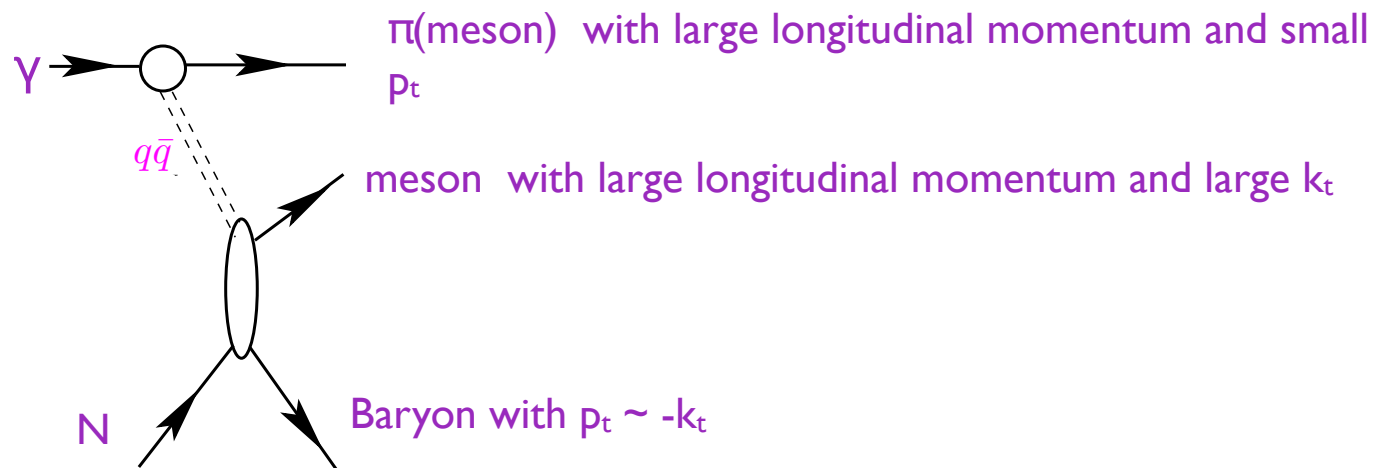 π(meson) with large longitudinal momentum and small
pₜ
γ
qq̄
meson with large longitudinal momentum and large kₜ
Baryon with pₜ ~ -kₜ
N